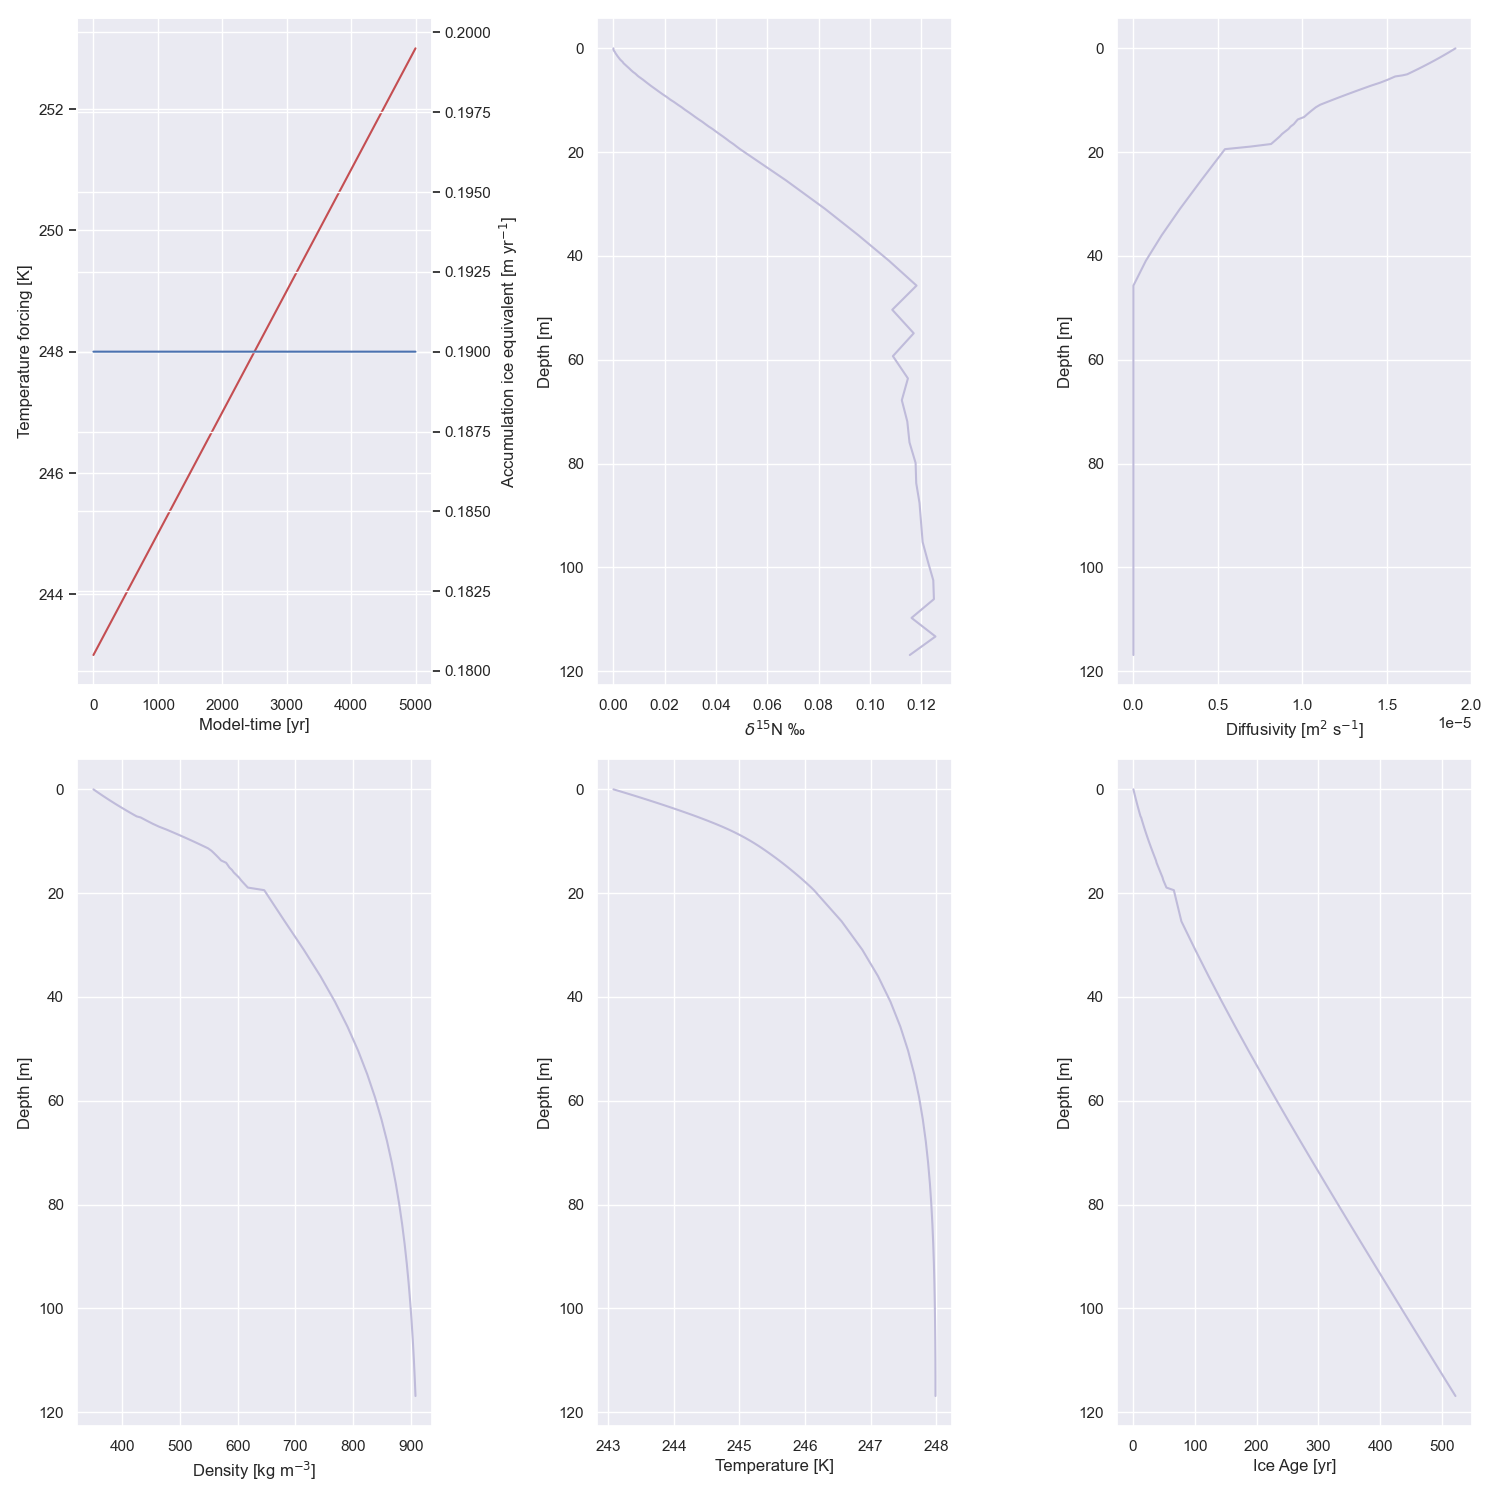 252
250
248
246
244
Temperature forcing [K]
0.2000
0.1975
0.1950
0.1925
0.1900
0.1875
0.1850
0.1825
0.1800
Accumulation ice equivalent [m yr⁻¹]
0 1000 2000 3000 4000 5000
Model-time [yr]
0
20
40
60
80
100
120
Depth [m]
0.00 0.02 0.04 0.06 0.08 0.10 0.12
δ¹⁵N ‰
0
20
40
60
80
100
120
Depth [m]
0.0 0.5 1.0 1.5 2.0
1e−5
Diffusivity [m² s⁻¹]
0
20
40
60
80
100
120
Depth [m]
400 500 600 700 800 900
Density [kg m⁻³]
0
20
40
60
80
100
120
Depth [m]
243 244 245 246 247 248
Temperature [K]
0
20
40
60
80
100
120
Depth [m]
0 100 200 300 400 500
Ice Age [yr]